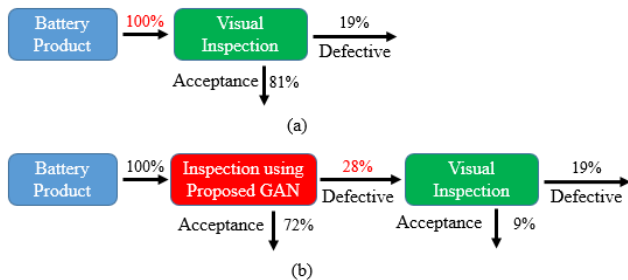 Battery
Product
100%
Visual
Inspection
19%
Defective
Acceptance 81%
(a)
Battery
Product
100%
Inspection using
Proposed GAN
28%
Defective
Visual
Inspection
19%
Defective
Acceptance 72%
Acceptance 9%
(b)